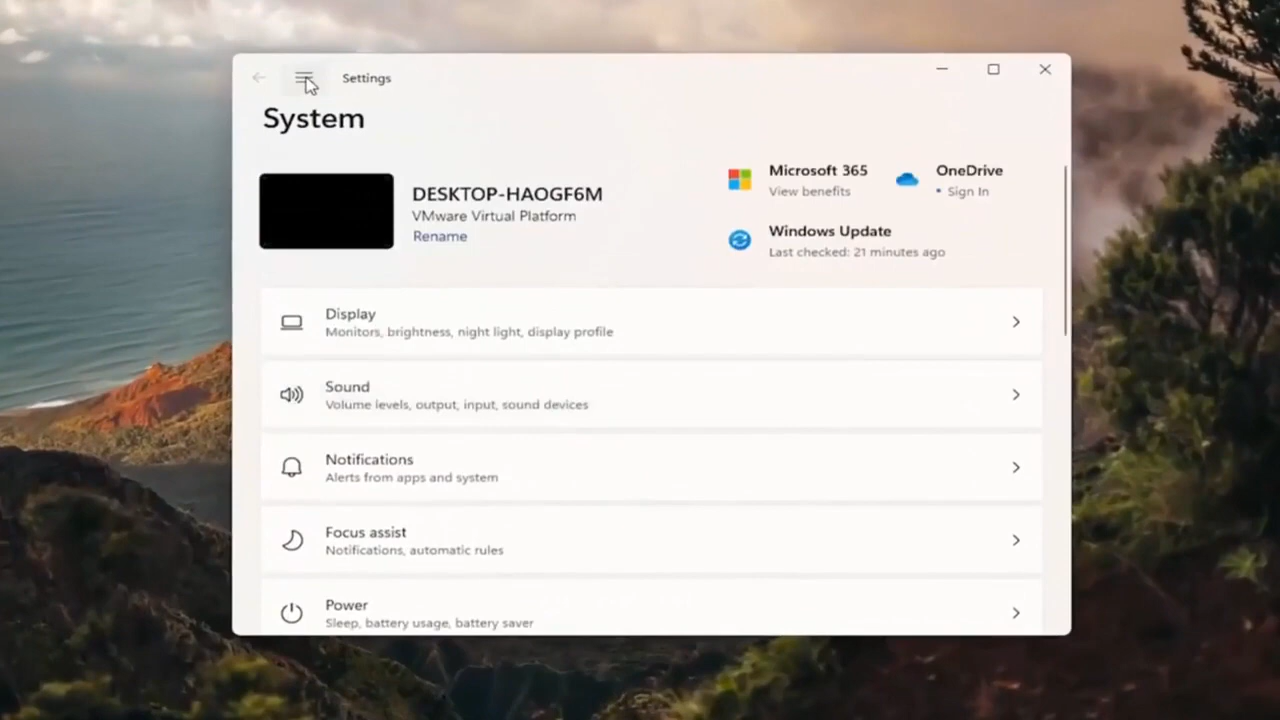 Settings
System
DESKTOP-HAOGF6M
VMware Virtual Platform
Rename
Microsoft 365
View benefits
OneDrive
• Sign In
Windows Update
Last checked: 21 minutes ago
Display
Monitors, brightness, night light, display profile
Sound
Volume levels, output, input, sound devices
Notifications
Alerts from apps and system
Focus assist
Notifications, automatic rules
Power
Sleep, battery usage, battery saver